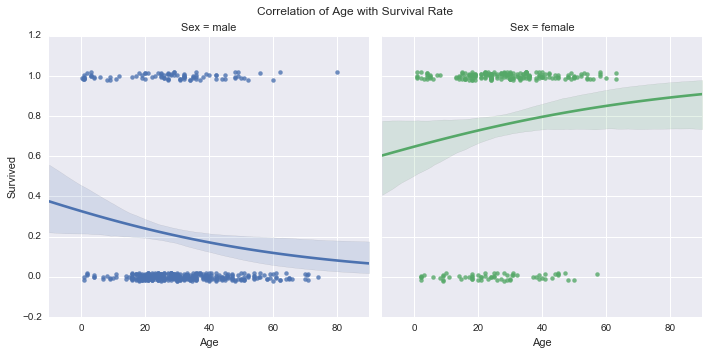 Correlation of Age with Survival Rate
Sex = male
Sex = female
1.2
1.0
0.8
0.6
0.4
0.2
0.0
−0.2
Survived
0 20 40 60 80
0 20 40 60 80
Age
Age